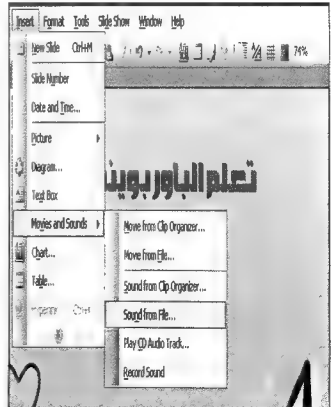 Insert Format Tools Slide Show Window Help
New Slide Ctrl+M
74%
Slide Number
Date and Time...
Picture
Diagram...
تعلم الباوربوين
Text Box
Movies and Sounds
Movie from Clip Organizer...
Chart...
Movie from File...
Table...
Sound from Clip Organizer...
Sound from File...
Play CD Audio Track...
Record Sound